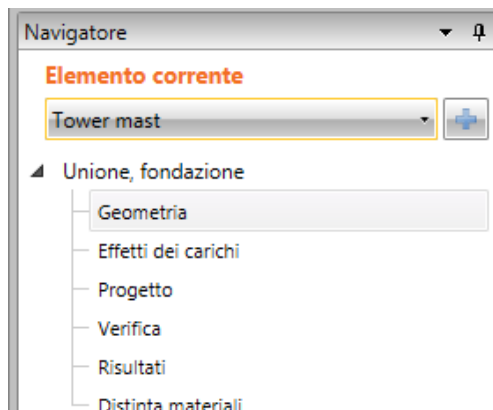 Navigatore
Elemento corrente
Tower mast
Unione, fondazione
Geometria
Effetti dei carichi
Progetto
Verifica
Risultati
Distinta materiali